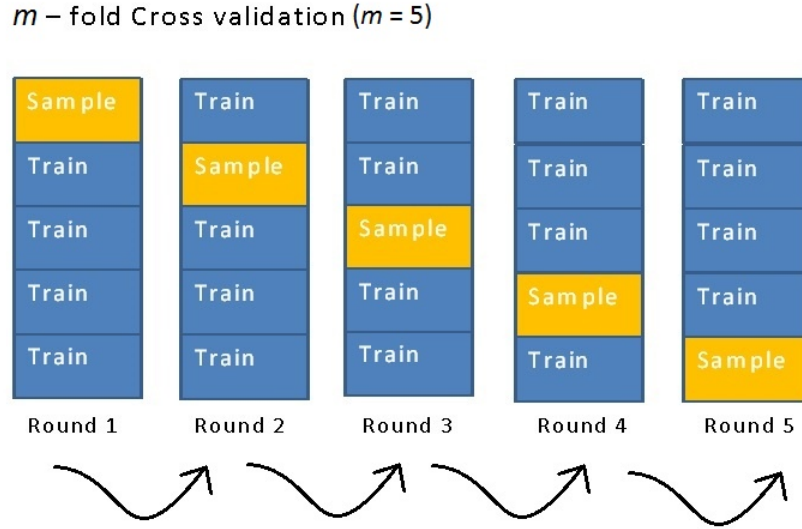 m – fold Cross validation (m = 5)
Sample Train Train Train Train
Train Sample Train Train Train
Train Train Sample Train Train
Train Train Train Sample Train
Train Train Train Train Sample
Round 1 Round 2 Round 3 Round 4 Round 5